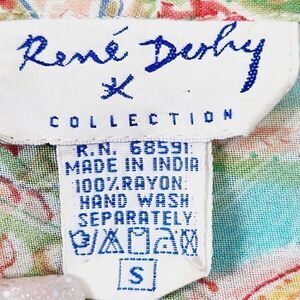 René Derhy
COLLECTION
R.N. 68591
MADE IN INDIA
100% RAYON
HAND WASH
SEPARATELY
S